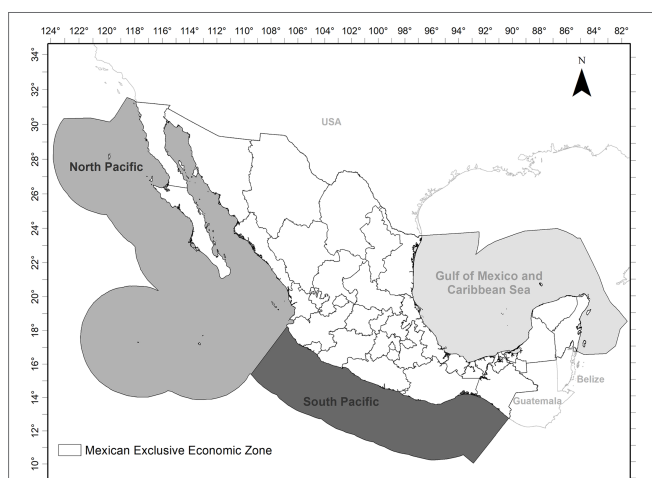 124° 122° 120° 118° 116° 114° 112° 110° 108° 106° 104° 102° 100° 98° 96° 94° 92° 90° 88° 86° 84° 82°
34°
32°
30°
28°
26°
24°
22°
20°
18°
16°
14°
12°
10°
N
USA
North Pacific
Gulf of Mexico and
Caribbean Sea
Belize
Guatemala
South Pacific
Mexican Exclusive Economic Zone